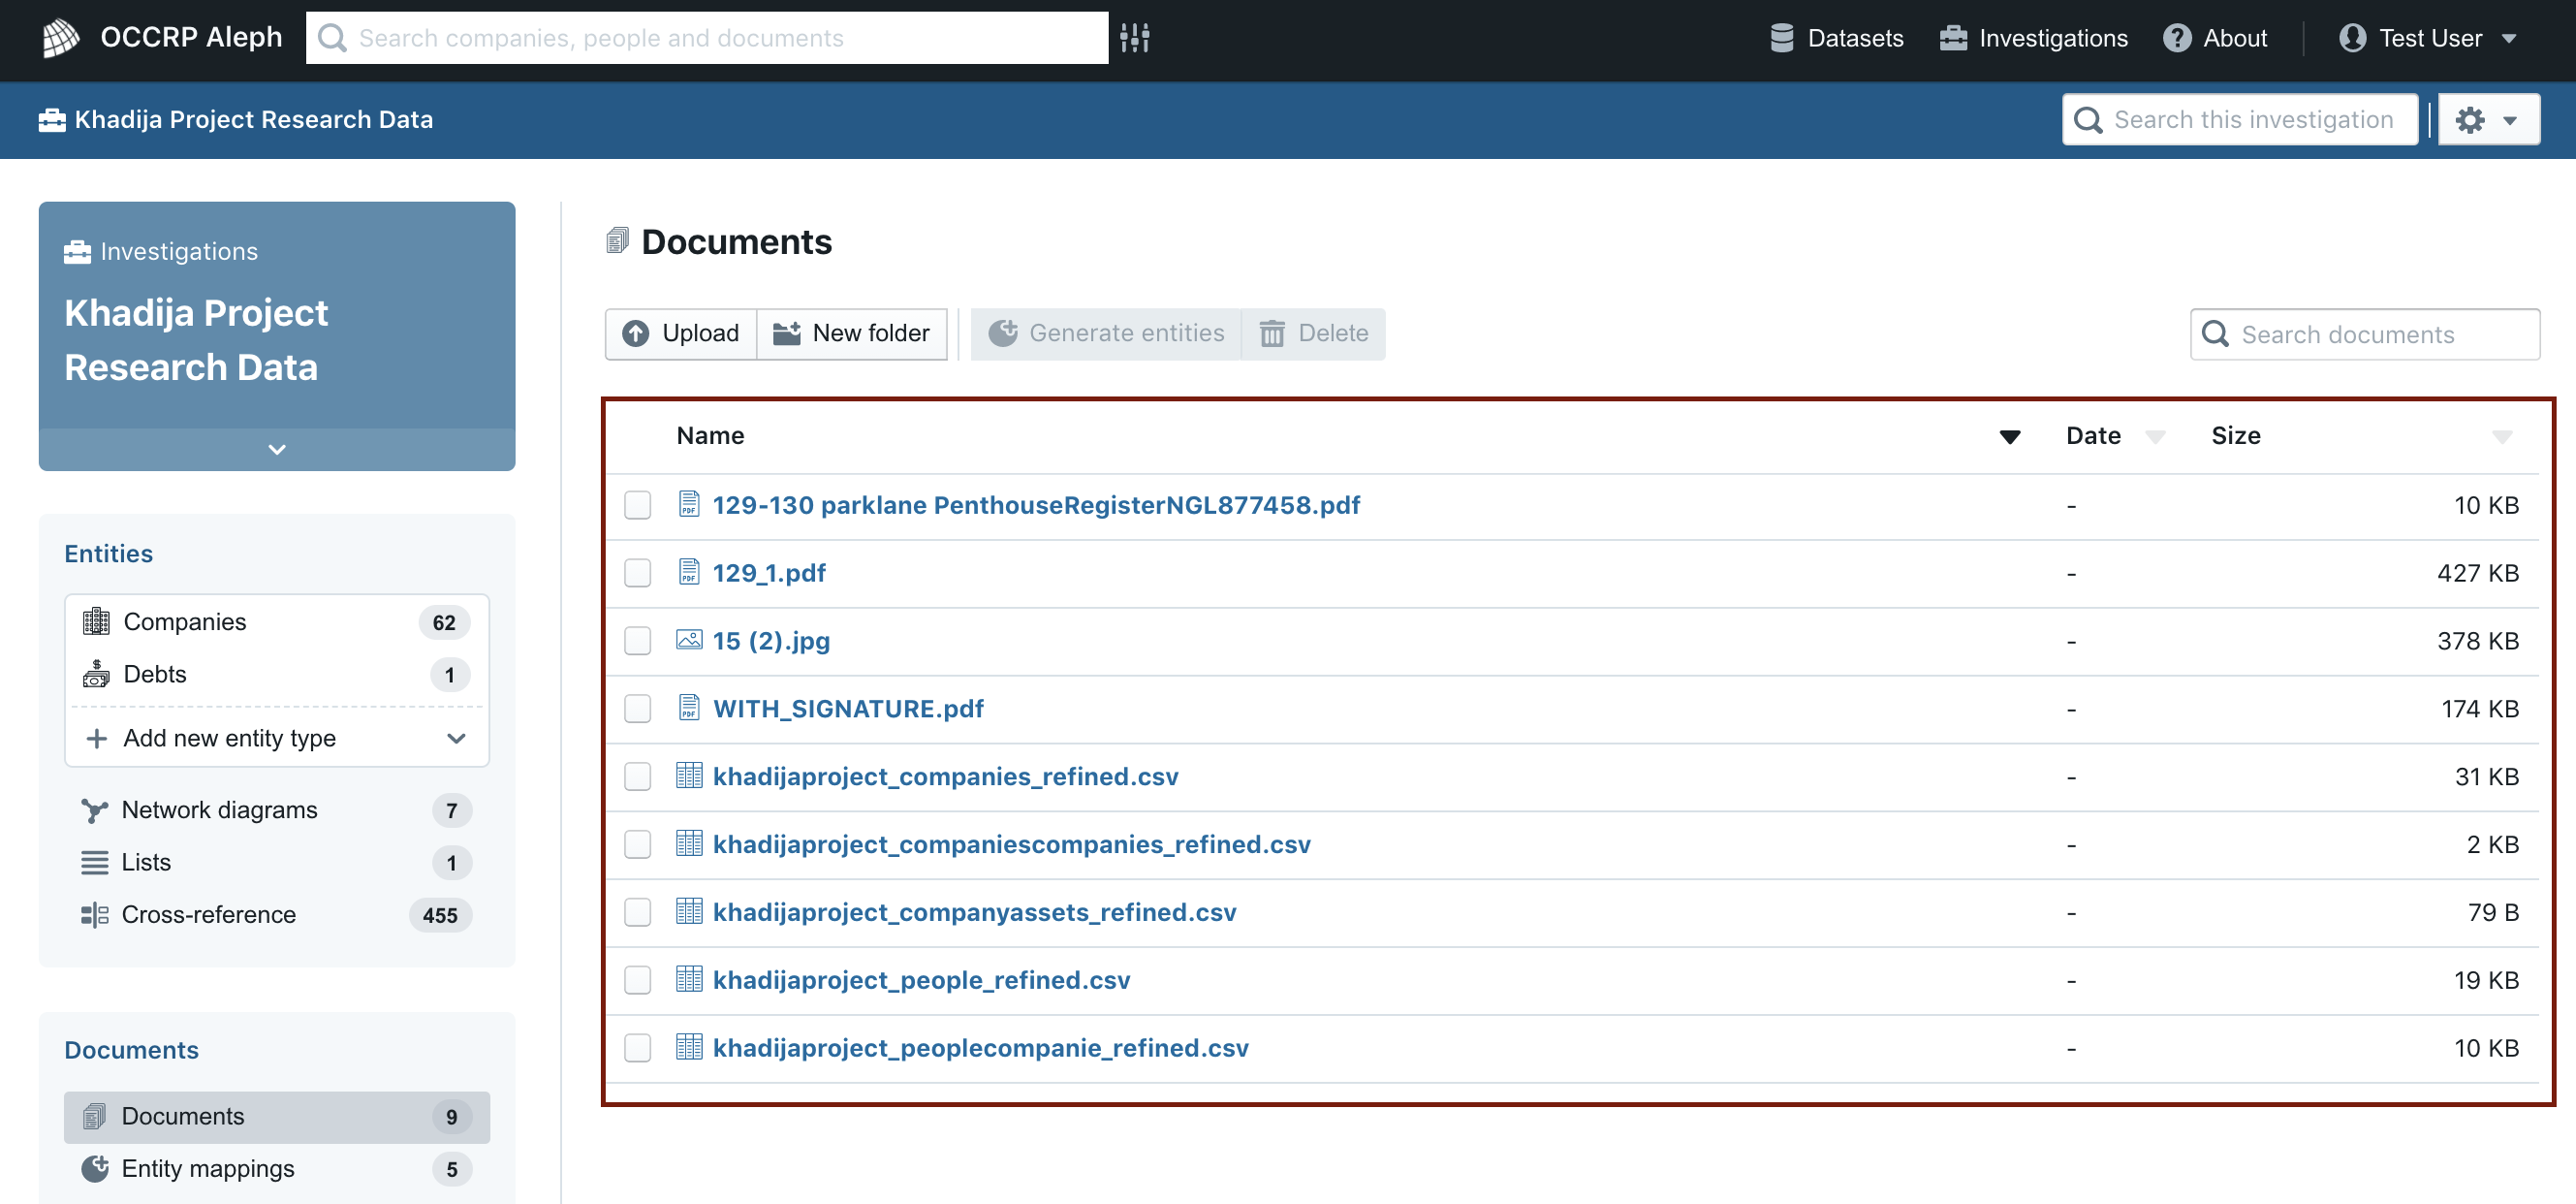 OCCRP Aleph
Search companies, people and documents
Datasets
Investigations
About
Test User
Khadija Project Research Data
Search this investigation
Investigations
Khadija Project
Research Data
Entities
Companies 62
Debts 1
Add new entity type
Network diagrams 7
Lists 1
Cross-reference 455
Documents
Documents 9
Entity mappings 5
Documents
Upload
New folder
Generate entities
Delete
Search documents
Name Date Size
129-130 parklane PenthouseRegisterNGL877458.pdf - 10 KB
129_1.pdf - 427 KB
15 (2).jpg - 378 KB
WITH_SIGNATURE.pdf - 174 KB
khadijaproject_companies_refined.csv - 31 KB
khadijaproject_companiescompanies_refined.csv - 2 KB
khadijaproject_companyassets_refined.csv - 79 B
khadijaproject_people_refined.csv - 19 KB
khadijaproject_peoplecompanie_refined.csv - 10 KB